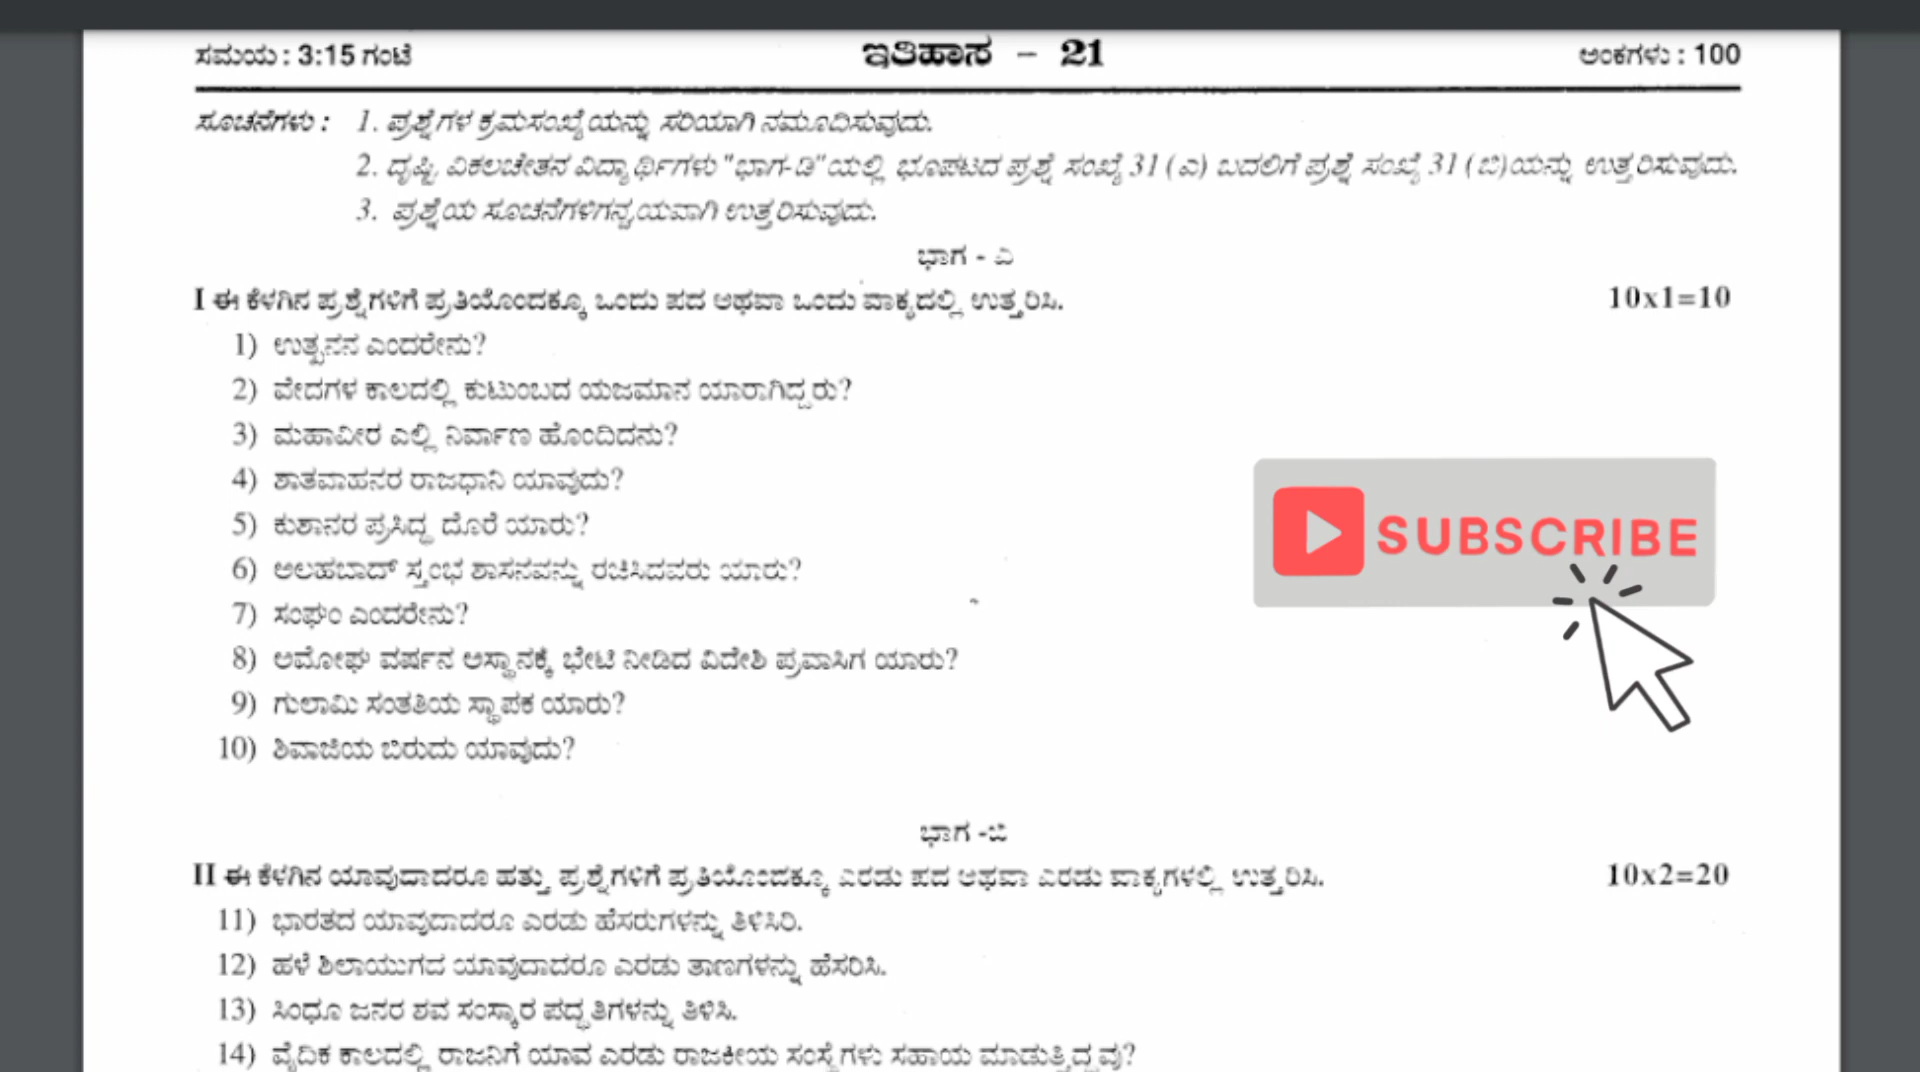 ಸಮಯ : 3:15 ಗಂಟೆ ಇತಿಹಾಸ - 21 ಅಂಕಗಳು : 100
ಸೂಚನೆಗಳು : 1. ಪ್ರಶ್ನೆಗಳ ಕ್ರಮಸಂಖ್ಯೆಯನ್ನು ಸರಿಯಾಗಿ ನಮೂದಿಸುವುದು.
2. ದೃಷ್ಟಿ ವಿಕಲಚೇತನ ವಿದ್ಯಾರ್ಥಿಗಳು "ಭಾಗ-ಡಿ"ಯಲ್ಲಿ ಭೂಪಟದ ಪ್ರಶ್ನೆ ಸಂಖ್ಯೆ 31 (ಎ) ಬದಲಿಗೆ ಪ್ರಶ್ನೆ ಸಂಖ್ಯೆ 31 (ಬಿ)ಯನ್ನು ಉತ್ತರಿಸುವುದು.
3. ಪ್ರಶ್ನೆಯ ಸೂಚನೆಗಳಿಗನ್ವಯವಾಗಿ ಉತ್ತರಿಸುವುದು.
ಭಾಗ - ಎ
I ಈ ಕೆಳಗಿನ ಪ್ರಶ್ನೆಗಳಿಗೆ ಪ್ರತಿಯೊಂದಕ್ಕೂ ಒಂದು ಪದ ಅಥವಾ ಒಂದು ವಾಕ್ಯದಲ್ಲಿ ಉತ್ತರಿಸಿ. 10x1=10
1) ಉತ್ಖನನ ಎಂದರೇನು?
2) ವೇದಗಳ ಕಾಲದಲ್ಲಿ ಕುಟುಂಬದ ಯಜಮಾನ ಯಾರಾಗಿದ್ದರು?
3) ಮಹಾವೀರ ಎಲ್ಲಿ ನಿರ್ವಾಣ ಹೊಂದಿದನು?
4) ಶಾತವಾಹನರ ರಾಜಧಾನಿ ಯಾವುದು?
5) ಕುಶಾನರ ಪ್ರಸಿದ್ಧ ದೊರೆ ಯಾರು?
6) ಅಲಹಬಾದ್ ಸ್ತಂಭ ಶಾಸನವನ್ನು ರಚಿಸಿದವರು ಯಾರು?
7) ಸಂಘಂ ಎಂದರೇನು?
8) ಅಮೋಘ ವರ್ಷನ ಆಸ್ಥಾನಕ್ಕೆ ಭೇಟಿ ನೀಡಿದ ವಿದೇಶಿ ಪ್ರವಾಸಿಗ ಯಾರು?
9) ಗುಲಾಮಿ ಸಂತತಿಯ ಸ್ಥಾಪಕ ಯಾರು?
10) ಶಿವಾಜಿಯ ಬಿರುದು ಯಾವುದು?
SUBSCRIBE
ಭಾಗ -ಬಿ
II ಈ ಕೆಳಗಿನ ಯಾವುದಾದರೂ ಹತ್ತು ಪ್ರಶ್ನೆಗಳಿಗೆ ಪ್ರತಿಯೊಂದಕ್ಕೂ ಎರಡು ಪದ ಅಥವಾ ಎರಡು ವಾಕ್ಯಗಳಲ್ಲಿ ಉತ್ತರಿಸಿ. 10x2=20
11) ಭಾರತದ ಯಾವುದಾದರೂ ಎರಡು ಹೆಸರುಗಳನ್ನು ತಿಳಿಸಿರಿ.
12) ಹಳೆ ಶಿಲಾಯುಗದ ಯಾವುದಾದರೂ ಎರಡು ತಾಣಗಳನ್ನು ಹೆಸರಿಸಿ.
13) ಸಿಂಧೂ ಜನರ ಶವ ಸಂಸ್ಕಾರ ಪದ್ಧತಿಗಳನ್ನು ತಿಳಿಸಿ.
14) ವೈದಿಕ ಕಾಲದಲ್ಲಿ ರಾಜನಿಗೆ ಯಾವ ಎರಡು ರಾಜಕೀಯ ಸಂಸ್ಥೆಗಳು ಸಹಾಯ ಮಾಡುತ್ತಿದ್ದವು?